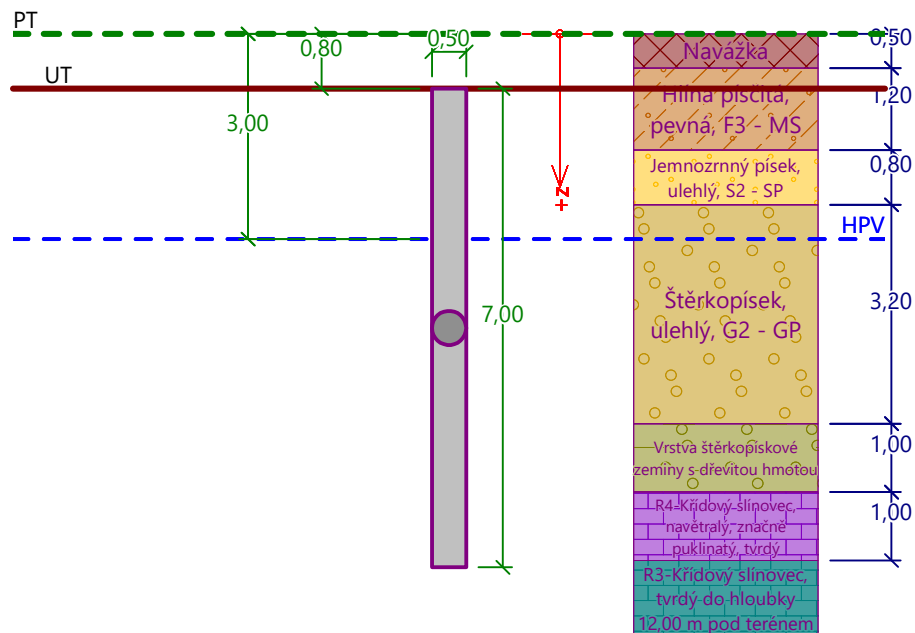 PT
0,80
0,50
0,50
Navážka
UT
Hlína písčitá,
pevná, F3 - MS
1,20
3,00
Jemnozrnný písek,
ulehlý, S2 - SP
0,80
+z
HPV
Štěrkopísek,
ulehlý, G2 - GP
3,20
7,00
Vrstva štěrkopískové
zeminy s dřevitou hmotou
1,00
R4-Křídový slínovec,
navětralý, značně
puklinatý, tvrdý
1,00
R3-Křídový slínovec,
tvrdý do hloubky
12,00 m pod terénem